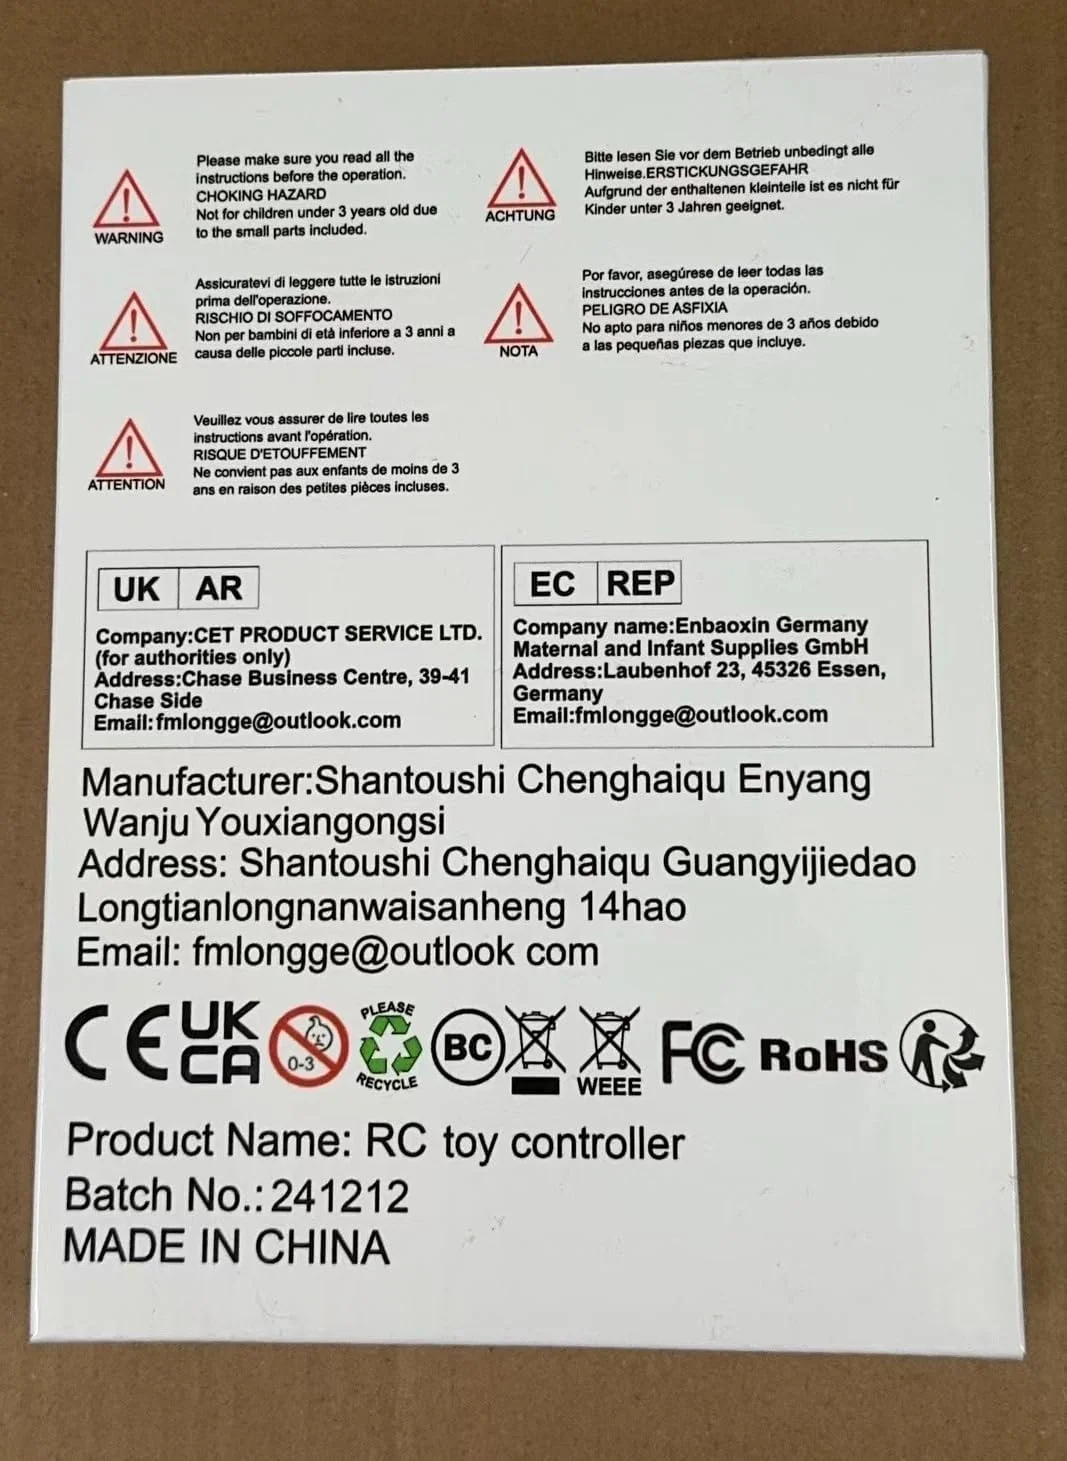 WARNING
Please make sure you read all the
instructions before the operation.
CHOKING HAZARD
Not for children under 3 years old due
to the small parts included.
ACHTUNG
Bitte lesen Sie vor dem Betrieb unbedingt alle
Hinweise.ERSTICKUNGSGEFAHR
Aufgrund der enthaltenen kleinteile ist es nicht für
Kinder unter 3 Jahren geeignet.
ATTENZIONE
Assicuratevi di leggere tutte le istruzioni
prima dell'operazione.
RISCHIO DI SOFFOCAMENTO
Non per bambini di età inferiore a 3 anni a
causa delle piccole parti incluse.
NOTA
Por favor, asegúrese de leer todas las
instrucciones antes de la operación.
PELIGRO DE ASFIXIA
No apto para niños menores de 3 años debido
a las pequeñas piezas que incluye.
ATTENTION
Veuillez vous assurer de lire toutes les
instructions avant l'opération.
RISQUE D'ETOUFFEMENT
Ne convient pas aux enfants de moins de 3
ans en raison des petites pièces incluses.
UK AR
Company:CET PRODUCT SERVICE LTD.
(for authorities only)
Address:Chase Business Centre, 39-41
Chase Side
Email:fmlongge@outlook.com
EC REP
Company name:Enbaoxin Germany
Maternal and Infant Supplies GmbH
Address:Laubenhof 23, 45326 Essen,
Germany
Email:fmlongge@outlook.com
Manufacturer:Shantoushi Chenghaiqu Enyang
Wanju Youxiangongsi
Address: Shantoushi Chenghaiqu Guangyijiedao
Longtianlongnanwaisanheng 14hao
Email: fmlongge@outlook com
CE
UK
CA
0-3
PLEASE
RECYCLE
BC
WEEE
FC
RoHS
Product Name: RC toy controller
Batch No.:241212
MADE IN CHINA